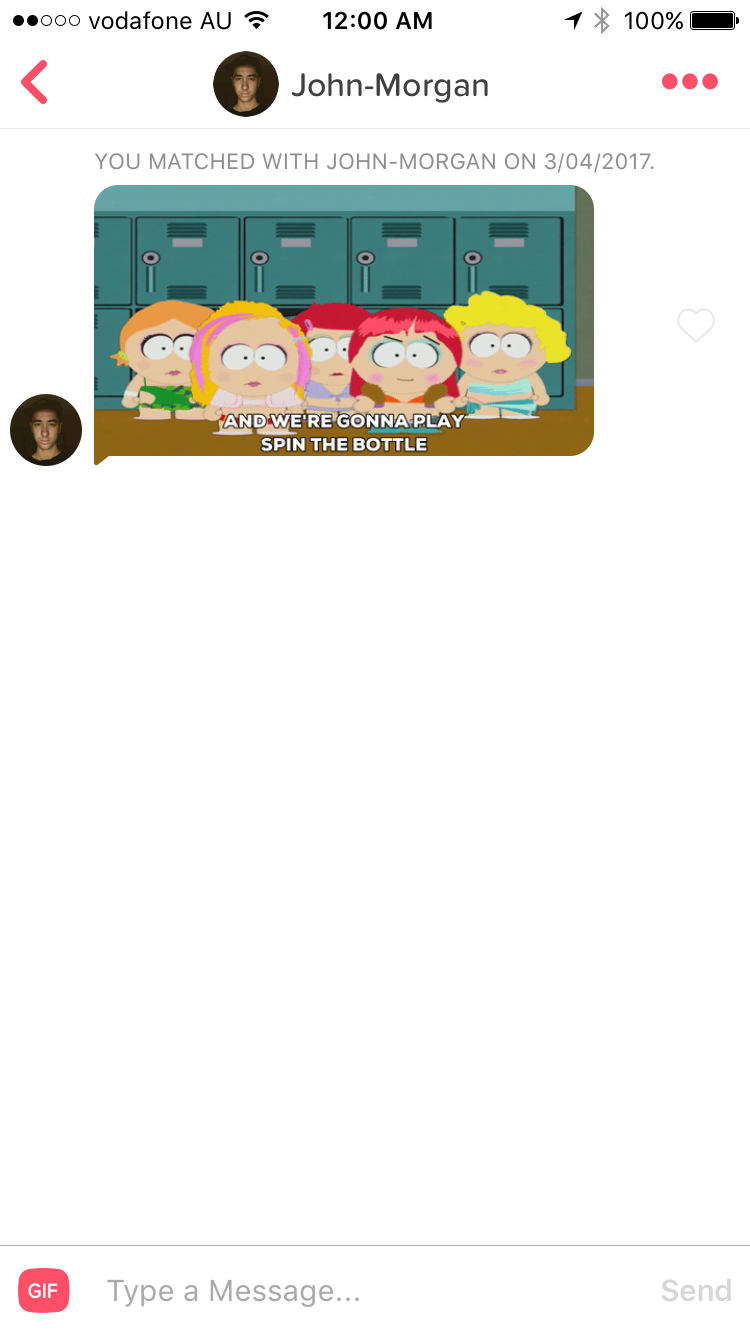 vodafone AU 12:00 AM 100%
John-Morgan
YOU MATCHED WITH JOHN-MORGAN ON 3/04/2017.
AND WE'RE GONNA PLAY
SPIN THE BOTTLE
GIF Type a Message... Send